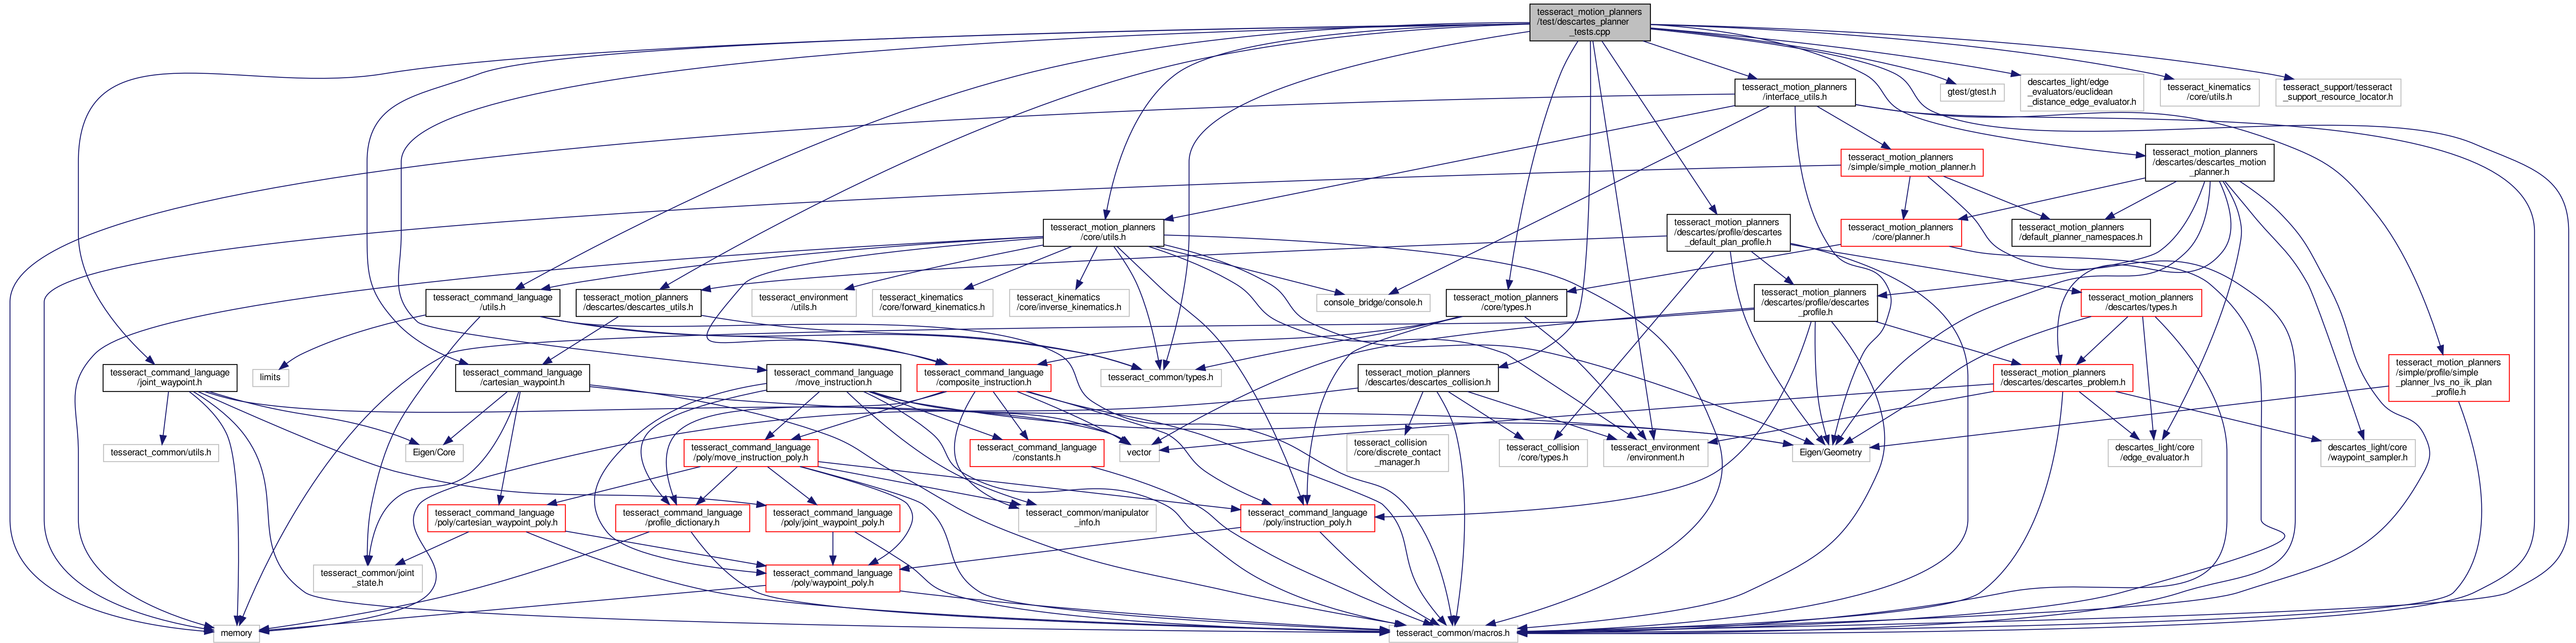 tesseract_motion_planners
/test/descartes_planner
_tests.cpp
tesseract_motion_planners
/interface_utils.h
gtest/gtest.h
descartes_light/edge
_evaluators/euclidean
_distance_edge_evaluator.h
tesseract_kinematics
/core/utils.h
tesseract_support/tesseract
_support_resource_locator.h
tesseract_motion_planners
/simple/simple_motion_planner.h
tesseract_motion_planners
/descartes/descartes_motion
_planner.h
tesseract_motion_planners
/core/utils.h
tesseract_motion_planners
/descartes/profile/descartes
_default_plan_profile.h
tesseract_motion_planners
/core/planner.h
tesseract_motion_planners
/default_planner_namespaces.h
tesseract_command_language
/utils.h
tesseract_motion_planners
/descartes/descartes_utils.h
tesseract_environment
/utils.h
tesseract_kinematics
/core/forward_kinematics.h
tesseract_kinematics
/core/inverse_kinematics.h
console_bridge/console.h
tesseract_motion_planners
/core/types.h
tesseract_motion_planners
/descartes/profile/descartes
_profile.h
tesseract_motion_planners
/descartes/types.h
tesseract_command_language
/joint_waypoint.h
limits
tesseract_command_language
/cartesian_waypoint.h
tesseract_command_language
/move_instruction.h
tesseract_command_language
/composite_instruction.h
tesseract_common/types.h
tesseract_motion_planners
/descartes/descartes_collision.h
tesseract_motion_planners
/descartes/descartes_problem.h
tesseract_motion_planners
/simple/profile/simple
_planner_lvs_no_ik_plan
_profile.h
tesseract_common/utils.h
Eigen/Core
tesseract_command_language
/poly/move_instruction_poly.h
tesseract_command_language
/constants.h
vector
tesseract_collision
/core/discrete_contact
_manager.h
tesseract_collision
/core/types.h
tesseract_environment
/environment.h
Eigen/Geometry
descartes_light/core
/edge_evaluator.h
descartes_light/core
/waypoint_sampler.h
tesseract_command_language
/poly/cartesian_waypoint_poly.h
tesseract_command_language
/profile_dictionary.h
tesseract_command_language
/poly/joint_waypoint_poly.h
tesseract_common/manipulator
_info.h
tesseract_command_language
/poly/instruction_poly.h
tesseract_common/joint
_state.h
tesseract_command_language
/poly/waypoint_poly.h
memory
tesseract_common/macros.h